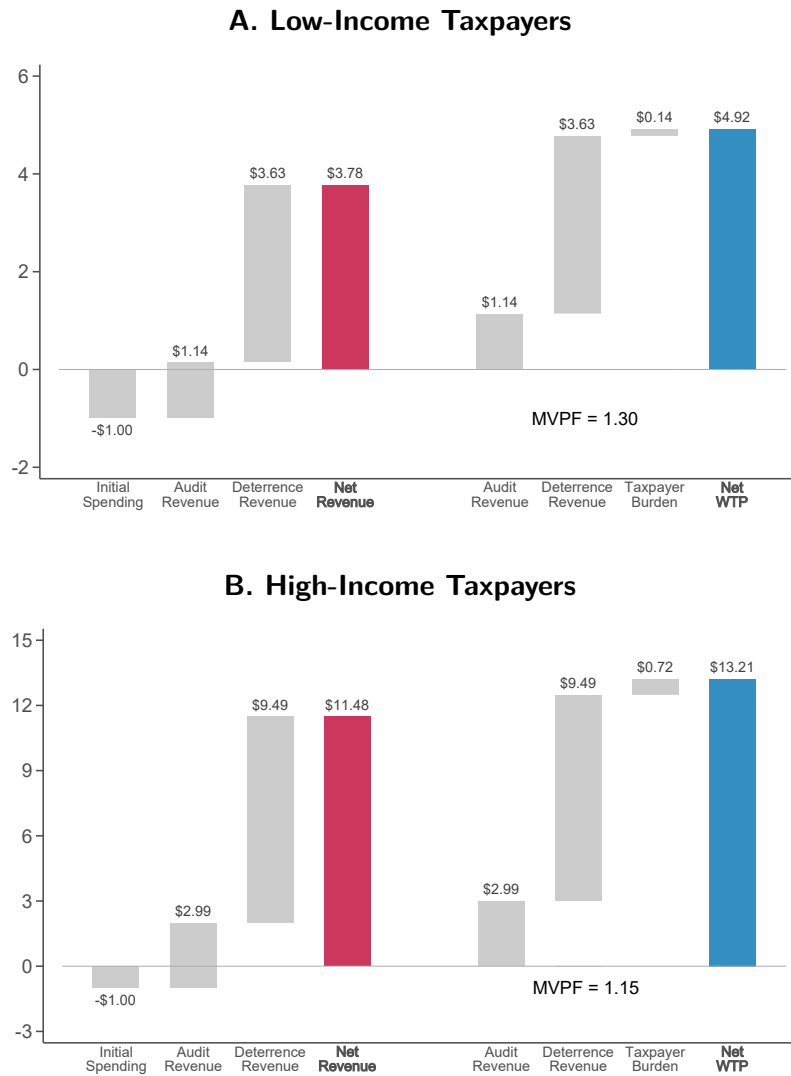 A. Low-Income Taxpayers
6
4
2
0
-2
-$1.00
$1.14
$3.63
$3.78
$1.14
$3.63
$0.14
$4.92
MVPF = 1.30
Initial
Spending
Audit
Revenue
Deterrence
Revenue
Net
Revenue
Audit
Revenue
Deterrence
Revenue
Taxpayer
Burden
Net
WTP
B. High-Income Taxpayers
15
12
9
6
3
0
-3
-$1.00
$2.99
$9.49
$11.48
$2.99
$9.49
$0.72
$13.21
MVPF = 1.15
Initial
Spending
Audit
Revenue
Deterrence
Revenue
Net
Revenue
Audit
Revenue
Deterrence
Revenue
Taxpayer
Burden
Net
WTP